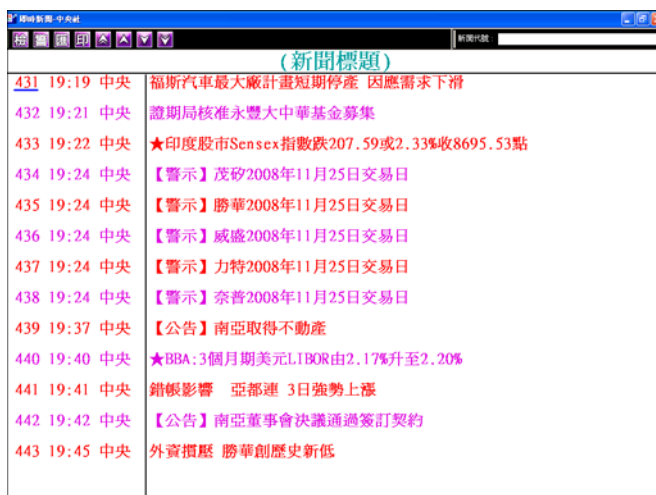 即時新聞-中央社
檢 匯 印
新聞代號:
(新聞標題)
431 19:19 中央 福斯汽車最大廠計畫短期停產 因應需求下滑
432 19:21 中央 證期局核准永豐大中華基金募集
433 19:22 中央 ★印度股市Sensex指數跌207.59或2.33%收8695.53點
434 19:24 中央 【警示】茂矽2008年11月25日交易日
435 19:24 中央 【警示】勝華2008年11月25日交易日
436 19:24 中央 【警示】威盛2008年11月25日交易日
437 19:24 中央 【警示】力特2008年11月25日交易日
438 19:24 中央 【警示】奈普2008年11月25日交易日
439 19:37 中央 【公告】南亞取得不動產
440 19:40 中央 ★BBA:3個月期美元LIBOR由2.17%升至2.20%
441 19:41 中央 錯帳影響 亞都連 3日強勢上漲
442 19:42 中央 【公告】南亞董事會決議通過簽訂契約
443 19:45 中央 外資摜壓 勝華創歷史新低